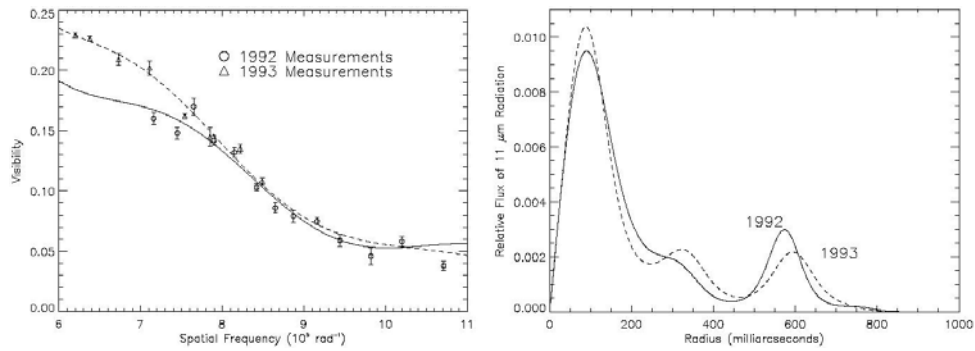 0.25
0.20
0.15
0.10
0.05
0.00
Visibility
1992 Measurements
1993 Measurements
6 7 8 9 10 11
Spatial Frequency (10⁵ rad⁻¹)
0.010
0.008
0.006
0.004
0.002
0.000
Relative Flux of 11 μm Radiation
1992
1993
0 200 400 600 800 1000
Radius (milliarcseconds)